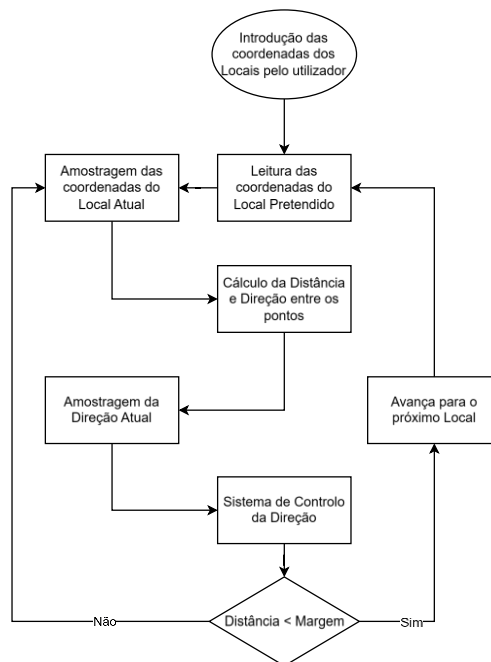 Introdução das
coordenadas dos
Locais pelo utilizador
Amostragem das
coordenadas do
Local Atual
Leitura das
coordenadas do
Local Pretendido
Cálculo da Distância
e Direção entre os
pontos
Amostragem da
Direção Atual
Avança para o
próximo Local
Sistema de Controlo
da Direção
Não
Distância < Margem
Sim